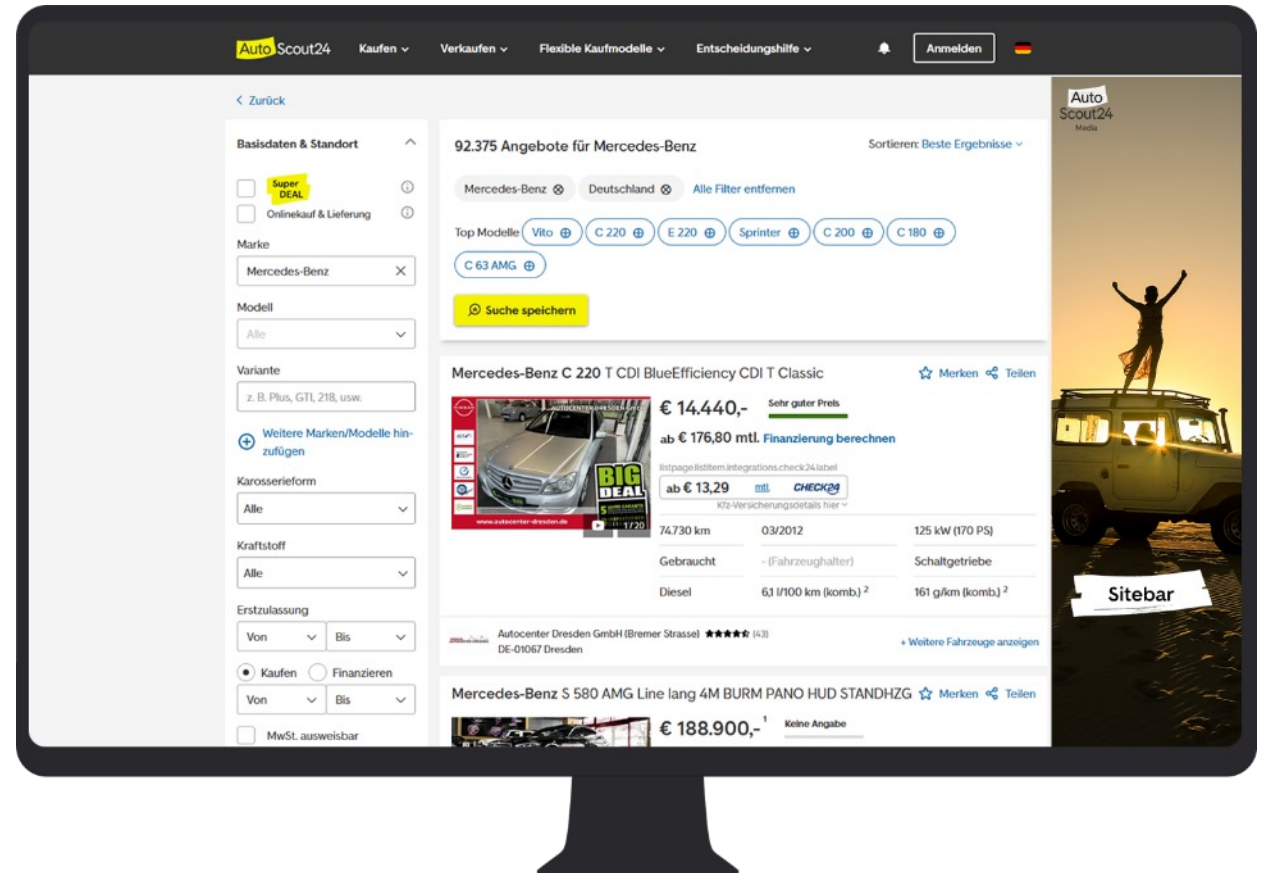 Auto Scout24 Kaufen Verkaufen Flexible Kaufmodelle Entscheidungshilfe Anmelden
Zurück
Basisdaten & Standort
Super
DEAL
Onlinekauf & Lieferung
Marke
Mercedes-Benz
Modell
Alle
Variante
z. B. Plus, GTI, 218, usw.
Weitere Marken/Modelle hin-
zufügen
Karosserieform
Alle
Kraftstoff
Alle
Erstzulassung
Von Bis
Kaufen Finanzieren
Von Bis
MwSt. ausweisbar
92.375 Angebote für Mercedes-Benz Sortieren: Beste Ergebnisse
Mercedes-Benz Deutschland Alle Filter entfernen
Top Modelle Vito C 220 E 220 Sprinter C 200 C 180
C 63 AMG
Suche speichern
Mercedes-Benz C 220 T CDI BlueEfficiency CDI T Classic Merken Teilen
BIG
DEAL
www.autocenter-dresden.de
1/20
€ 14.440,- Sehr guter Preis
ab € 176,80 mtl. Finanzierung berechnen
listpage.listitem.integrations.check24.label
ab € 13,29 mtl. CHECK24
Kfz-Versicherungsdetails hier
74.730 km 03/2012 125 kW (170 PS)
Gebraucht - (Fahrzeughalter) Schaltgetriebe
Diesel 6,1 l/100 km (komb.) 2 161 g/km (komb.) 2
Autocenter Dresden GmbH (Bremer Strasse) (43)
DE-01067 Dresden
+ Weitere Fahrzeuge anzeigen
Mercedes-Benz S 580 AMG Line lang 4M BURM PANO HUD STANDHZG Merken Teilen
€ 188.900,- 1 Keine Angabe
Auto
Scout24
Media
Sitebar